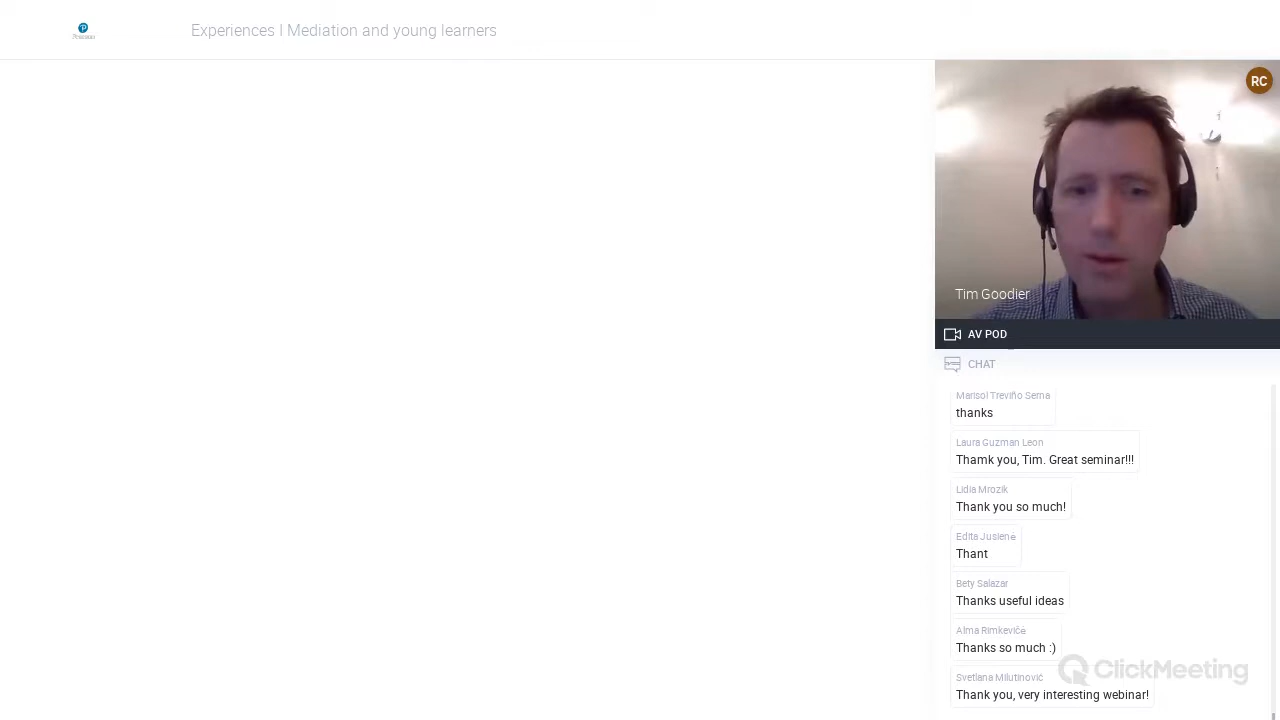 Experiences I Mediation and young learners
RC
Tim Goodier
AV POD
CHAT
Marisol Treviño Serna
thanks
Laura Guzman Leon
Thamk you, Tim. Great seminar!!!
Lidia Mrozik
Thank you so much!
Edita Jusienė
Thant
Bety Salazar
Thanks useful ideas
Alma Rimkevičė
Thanks so much :)
ClickMeeting
Svetlana Milutinović
Thank you, very interesting webinar!